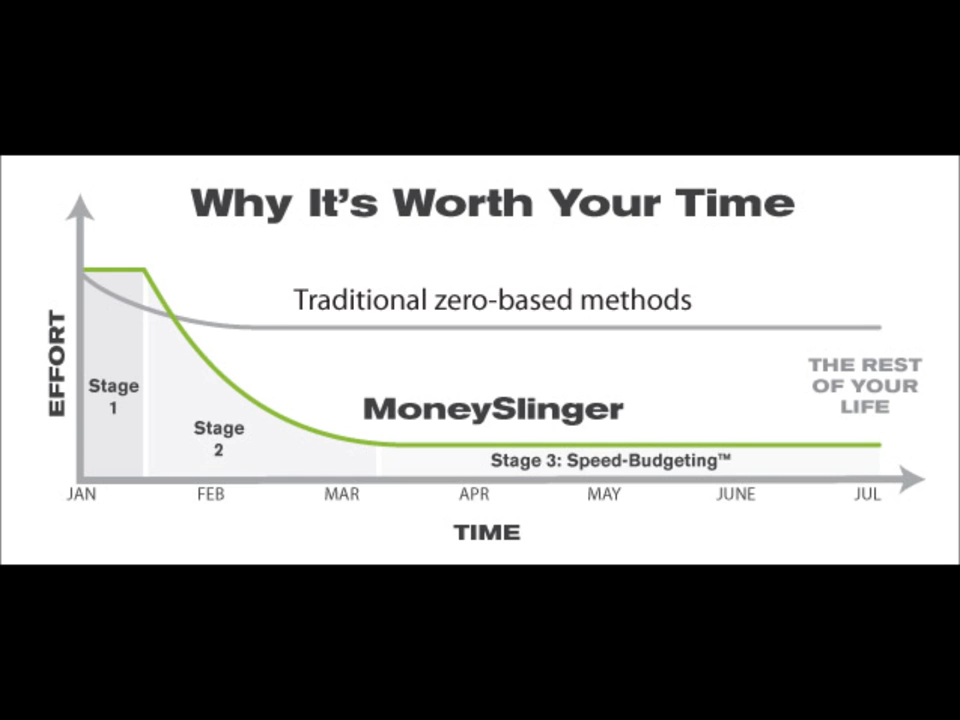 Why It's Worth Your Time
Traditional zero-based methods
EFFORT
THE REST
OF YOUR
LIFE
Stage
1
MoneySlinger
Stage
2
Stage 3: Speed-Budgeting™
JAN FEB MAR APR MAY JUNE JUL
TIME